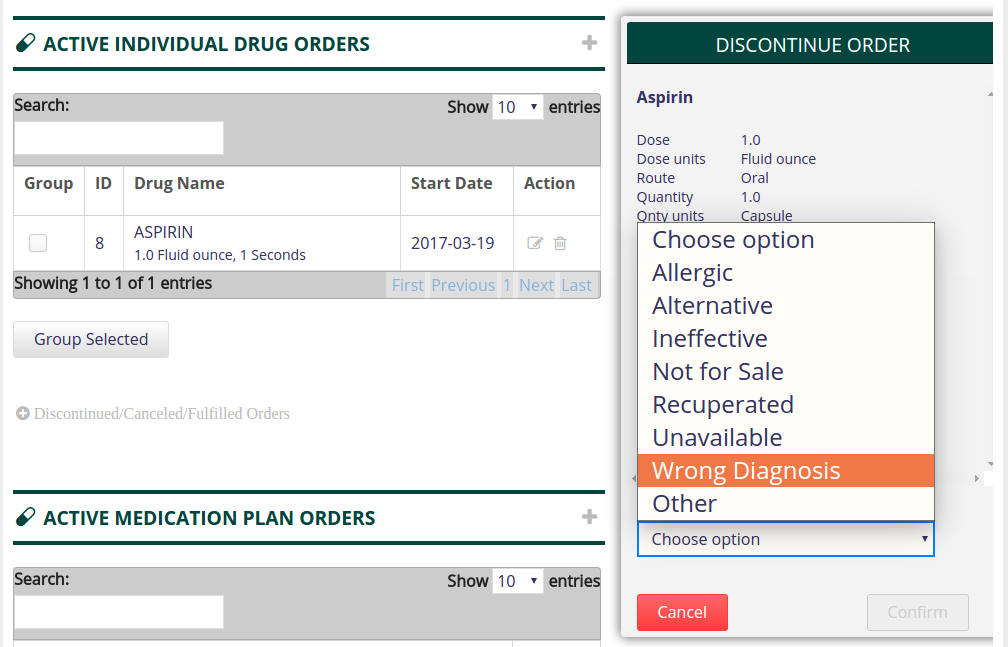 ACTIVE INDIVIDUAL DRUG ORDERS
Search:
Show 10 entries
Group ID Drug Name Start Date Action
8 ASPIRIN 2017-03-19
1.0 Fluid ounce, 1 Seconds
Showing 1 to 1 of 1 entries
First Previous 1 Next Last
Group Selected
Discontinued/Canceled/Fulfilled Orders
ACTIVE MEDICATION PLAN ORDERS
Search:
Show 10 entries
DISCONTINUE ORDER
Aspirin
Dose 1.0
Dose units Fluid ounce
Route Oral
Quantity 1.0
Qnty units Capsule
Choose option
Allergic
Alternative
Ineffective
Not for Sale
Recuperated
Unavailable
Wrong Diagnosis
Other
Choose option
Cancel Confirm